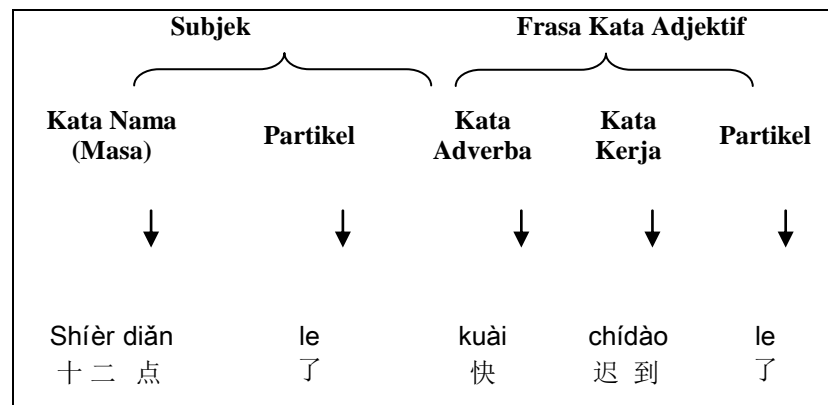 Subjek Frasa Kata Adjektif
Kata Nama (Masa) Partikel Kata Adverba Kata Kerja Partikel
Shíèr diǎn le kuài chídào le
十二 点 了 快 迟到 了